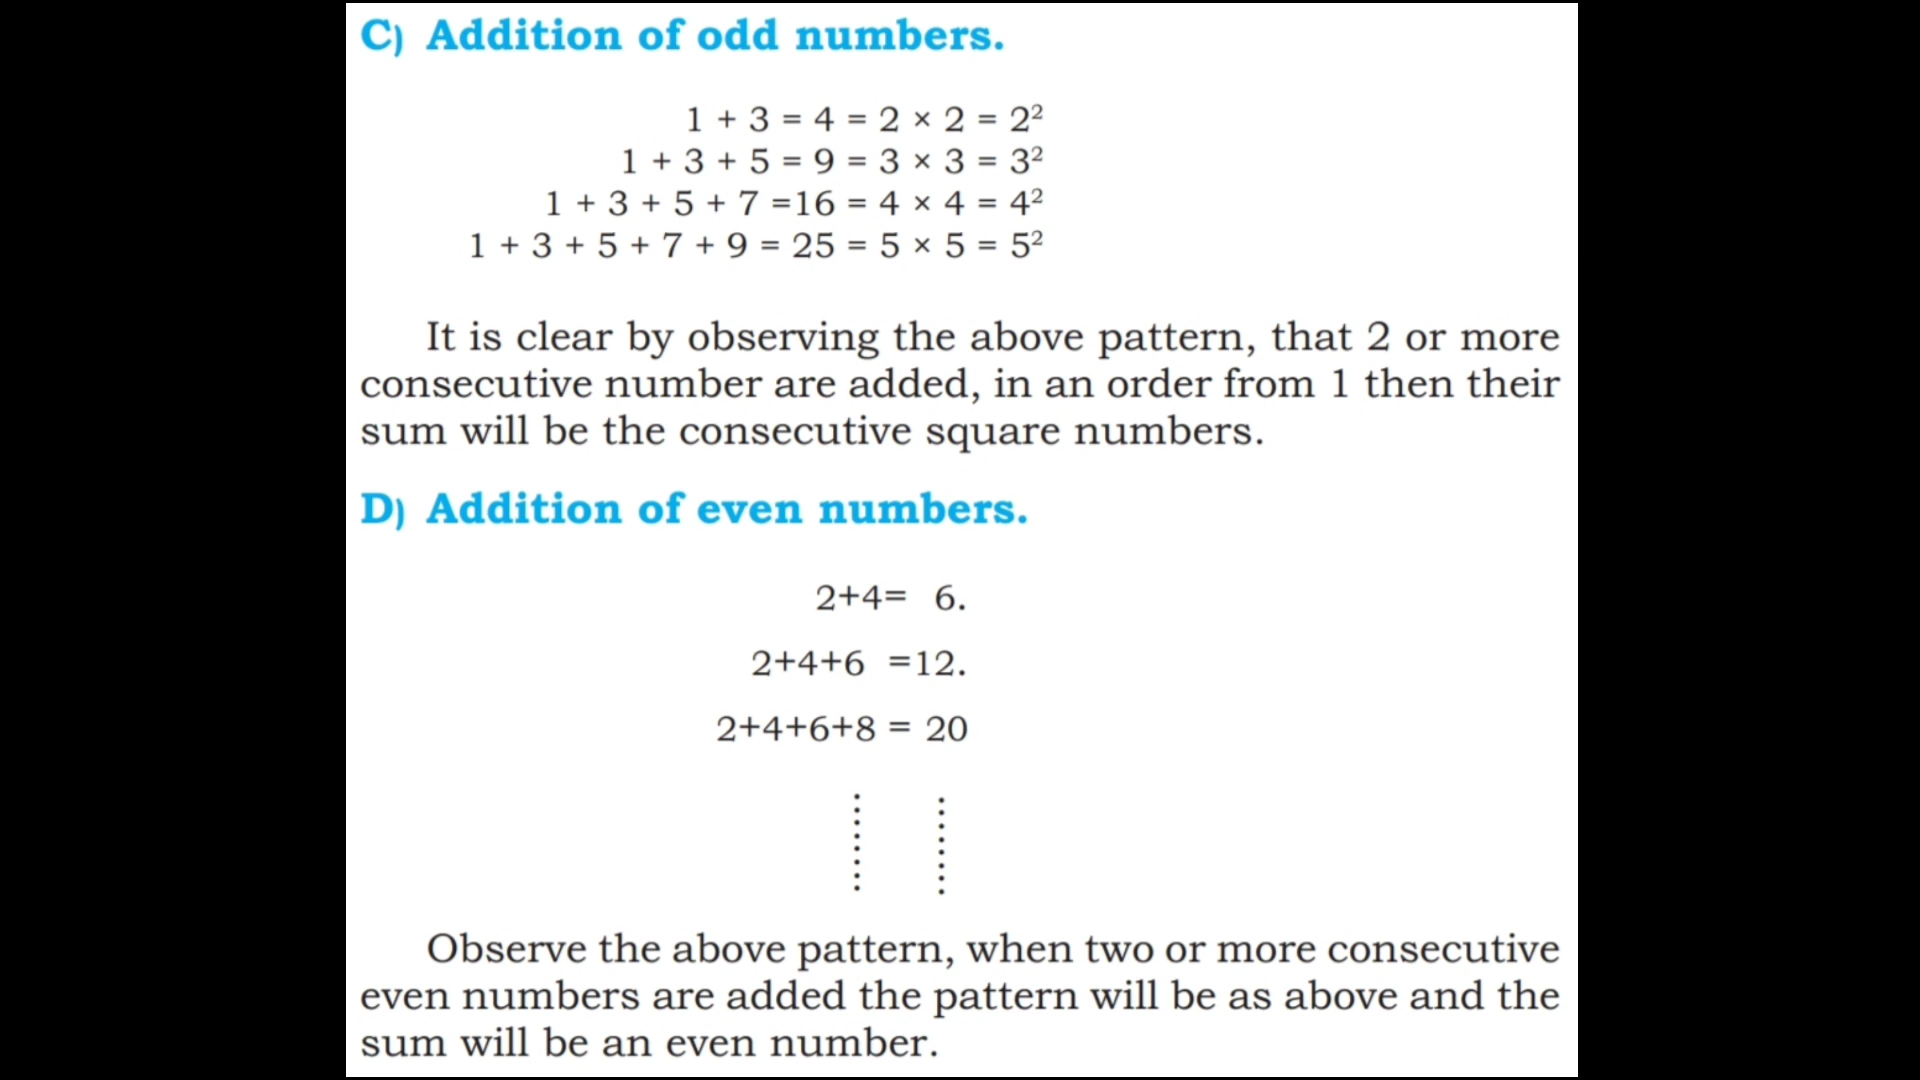 C) Addition of odd numbers.
1 + 3 = 4 = 2 × 2 = 2²
1 + 3 + 5 = 9 = 3 × 3 = 3²
1 + 3 + 5 + 7 =16 = 4 × 4 = 4²
1 + 3 + 5 + 7 + 9 = 25 = 5 × 5 = 5²
It is clear by observing the above pattern, that 2 or more
consecutive number are added, in an order from 1 then their
sum will be the consecutive square numbers.
D) Addition of even numbers.
2+4= 6.
2+4+6 =12.
2+4+6+8 = 20
Observe the above pattern, when two or more consecutive
even numbers are added the pattern will be as above and the
sum will be an even number.